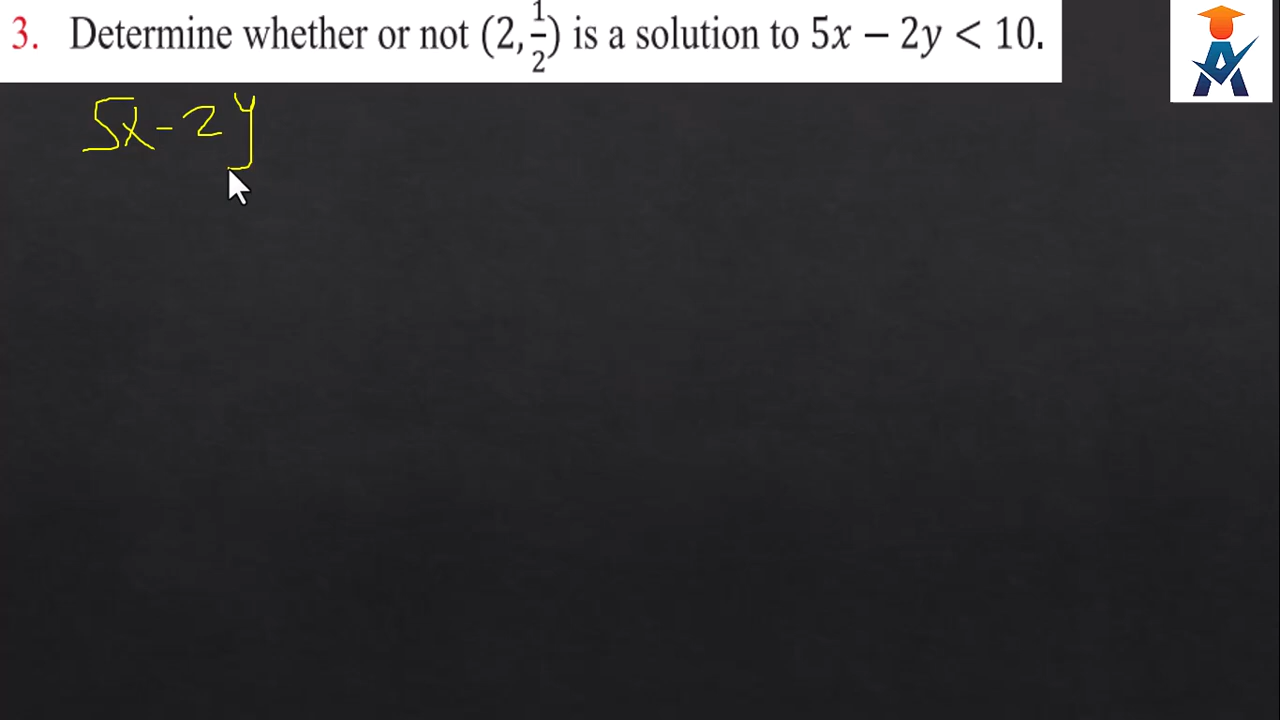 3. Determine whether or not (2, 1/2) is a solution to 5x − 2y < 10.
5x - 2y